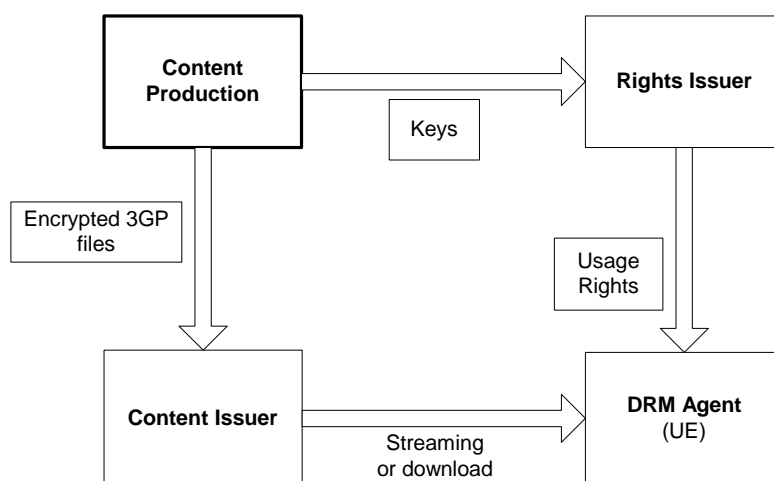 Content
Production
Rights Issuer
Keys
Encrypted 3GP
files
Usage
Rights
Content Issuer
DRM Agent
(UE)
Streaming
or download